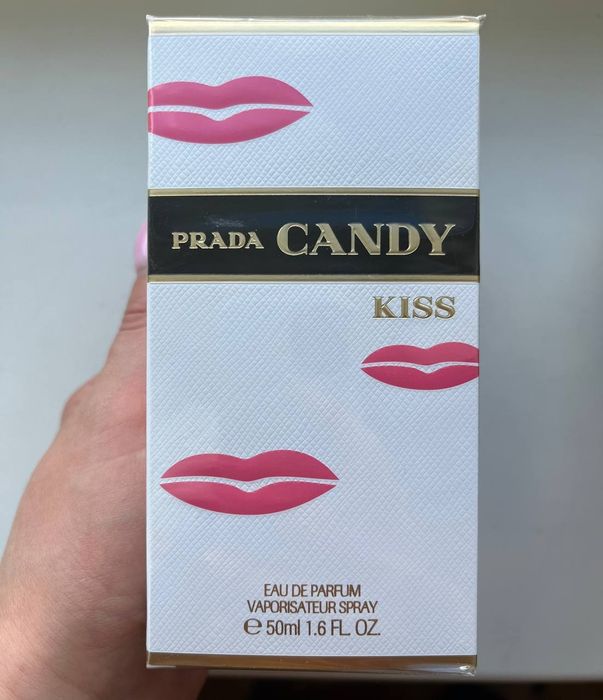 PRADA CANDY
KISS
EAU DE PARFUM
VAPORISATEUR SPRAY
℮ 50ml 1.6 FL. OZ.